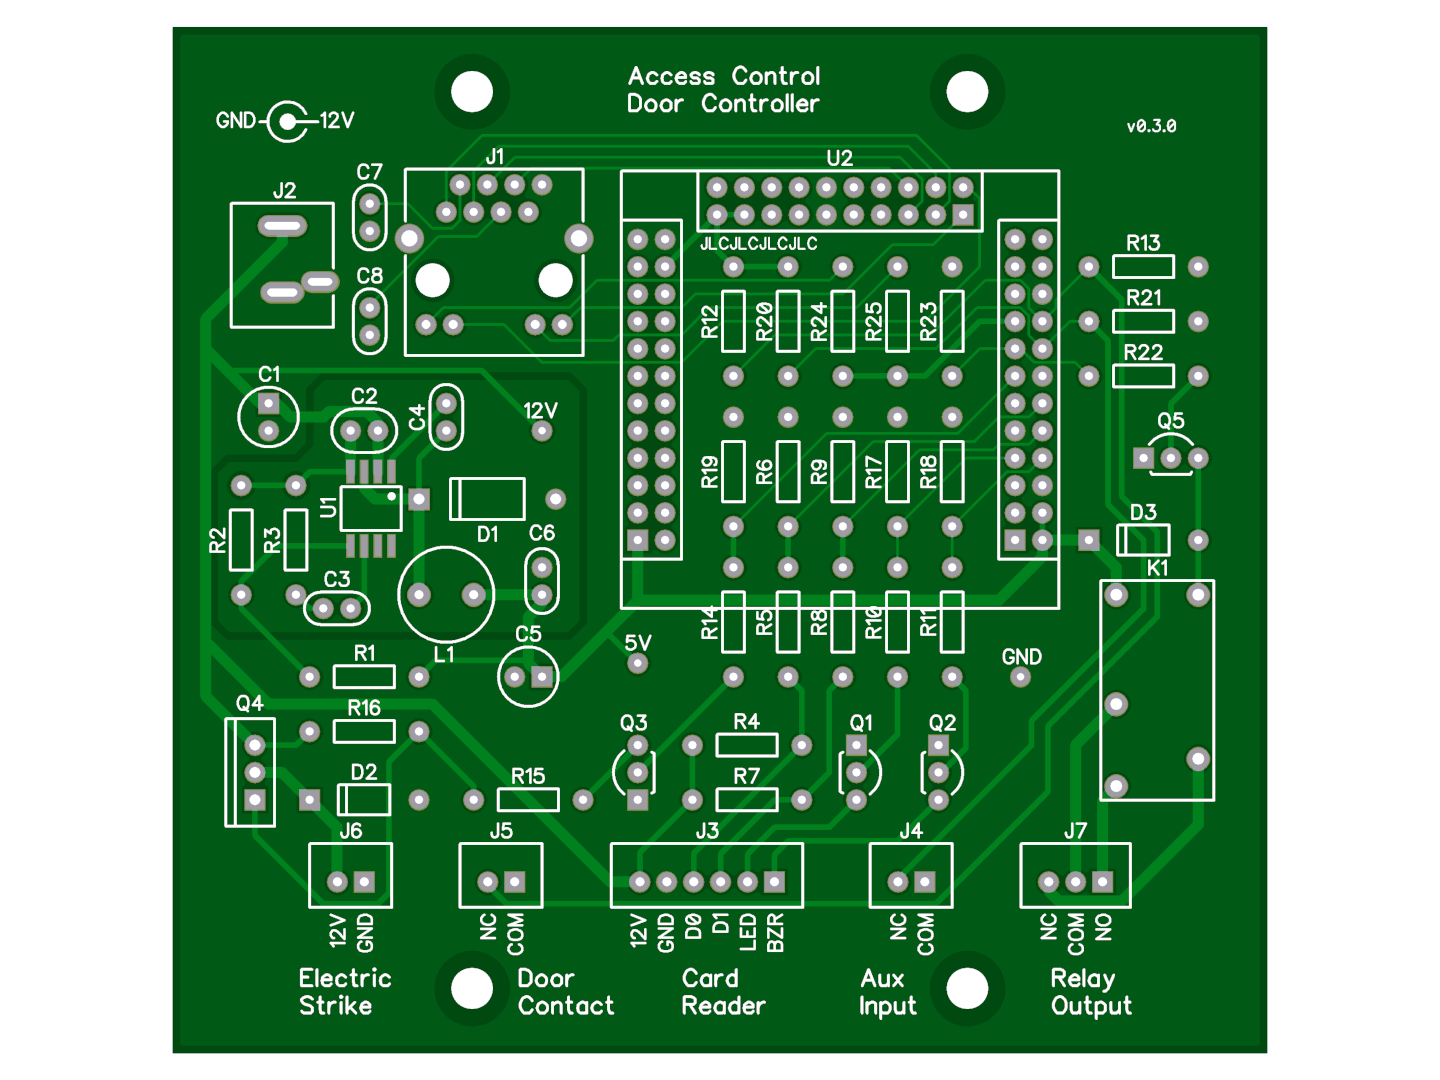 Access Control
Door Controller
GND 12V
v0.3.0
J1
U2
C7
J2
JLCJLCJLCJLC
R13
C8
R21
R12
R20
R24
R25
R23
R22
C1
C2
C4
12V
Q5
R19
R6
R9
R17
R18
U1
D1
D3
R2
R3
C6
K1
C3
R14
R5
R8
R10
R11
C5
5V
R1
L1
GND
Q4
R16
Q3
R4
Q1
Q2
D2
R15
R7
J6
J5
J3
J4
J7
12V
GND
NC
COM
12V
GND
D0
D1
LED
BZR
NC
COM
NC
COM
NO
Electric
Strike
Door
Contact
Card
Reader
Aux
Input
Relay
Output